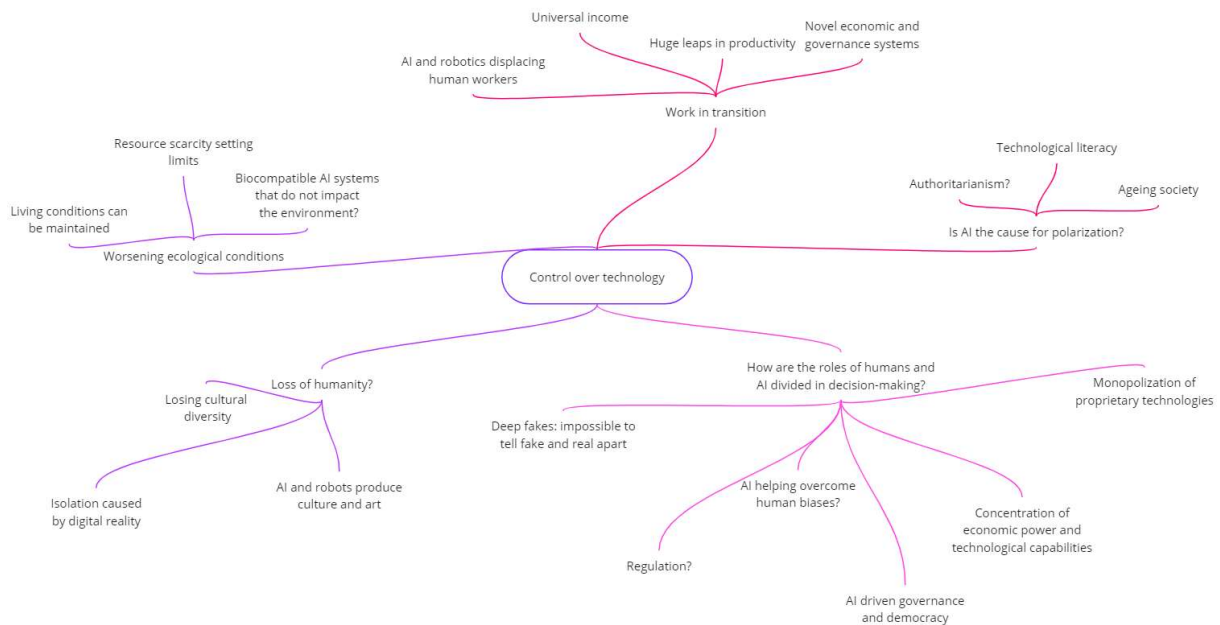 Universal income
Huge leaps in productivity
Novel economic and
governance systems
AI and robotics displacing
human workers
Work in transition
Resource scarcity setting
limits
Biocompatible AI systems
that do not impact
the environment?
Living conditions can
be maintained
Worsening ecological conditions
Technological literacy
Authoritarianism?
Ageing society
Is AI the cause for polarization?
Control over technology
Loss of humanity?
Losing cultural
diversity
Isolation caused
by digital reality
AI and robots produce
culture and art
How are the roles of humans and
AI divided in decision-making?
Monopolization of
proprietary technologies
Deep fakes: impossible to
tell fake and real apart
AI helping overcome
human biases?
Regulation?
Concentration of
economic power and
technological capabilities
AI driven governance
and democracy